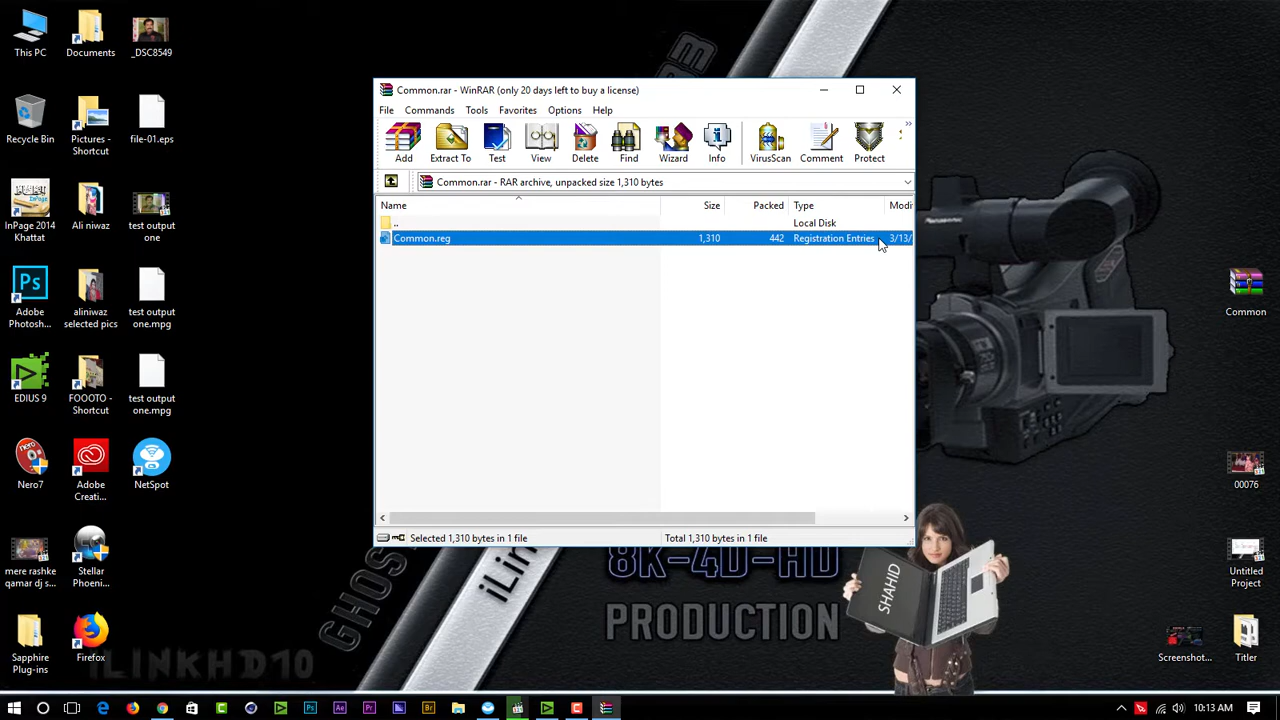 This PC
Documents
_DSC8549
Recycle Bin
Pictures -
Shortcut
file-01.eps
InPage 2014
Khattat
Ali niwaz
test output
one
Adobe
Photosh...
aliniwaz
selected pics
test output
one.mpg
EDIUS 9
FOOOTO -
Shortcut
test output
one.mpg
Nero7
Adobe
Creati...
NetSpot
mere rashke
qamar dj s...
Stellar
Phoeni...
Sapphire
Plug-ins
Firefox
Common.rar - WinRAR (only 20 days left to buy a license)
File Commands Tools Favorites Options Help
Add Extract To Test View Delete Find Wizard Info VirusScan Comment Protect
Common.rar - RAR archive, unpacked size 1,310 bytes
Name Size Packed Type Modi
.. Local Disk
Common.reg 1,310 442 Registration Entries 3/13/
Selected 1,310 bytes in 1 file Total 1,310 bytes in 1 file
Common
00076
Untitled
Project
Screenshot...
Titler
8K-4D-HD
PRODUCTION
SHAHID
GHOS
iLin
iLINKHD10
10:13 AM